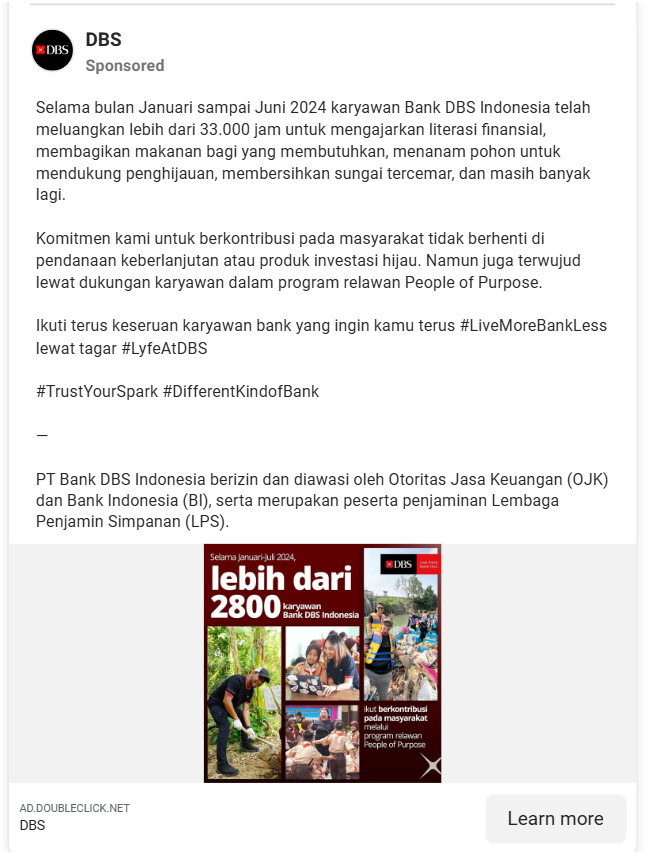 DBS
DBS
Sponsored
Selama bulan Januari sampai Juni 2024 karyawan Bank DBS Indonesia telah
meluangkan lebih dari 33.000 jam untuk mengajarkan literasi finansial,
membagikan makanan bagi yang membutuhkan, menanam pohon untuk
mendukung penghijauan, membersihkan sungai tercemar, dan masih banyak
lagi.
Komitmen kami untuk berkontribusi pada masyarakat tidak berhenti di
pendanaan keberlanjutan atau produk investasi hijau. Namun juga terwujud
lewat dukungan karyawan dalam program relawan People of Purpose.
Ikuti terus keseruan karyawan bank yang ingin kamu terus #LiveMoreBankLess
lewat tagar #LyfeAtDBS
#TrustYourSpark #DifferentKindofBank
—
PT Bank DBS Indonesia berizin dan diawasi oleh Otoritas Jasa Keuangan (OJK)
dan Bank Indonesia (BI), serta merupakan peserta penjaminan Lembaga
Penjamin Simpanan (LPS).
Selama Januari-Juli 2024,
lebih dari
2800 karyawan
Bank DBS Indonesia
DBS
Live more,
Bank less
ikut berkontribusi
pada masyarakat
melalui
program relawan
People of Purpose
AD.DOUBLECLICK.NET
DBS
Learn more